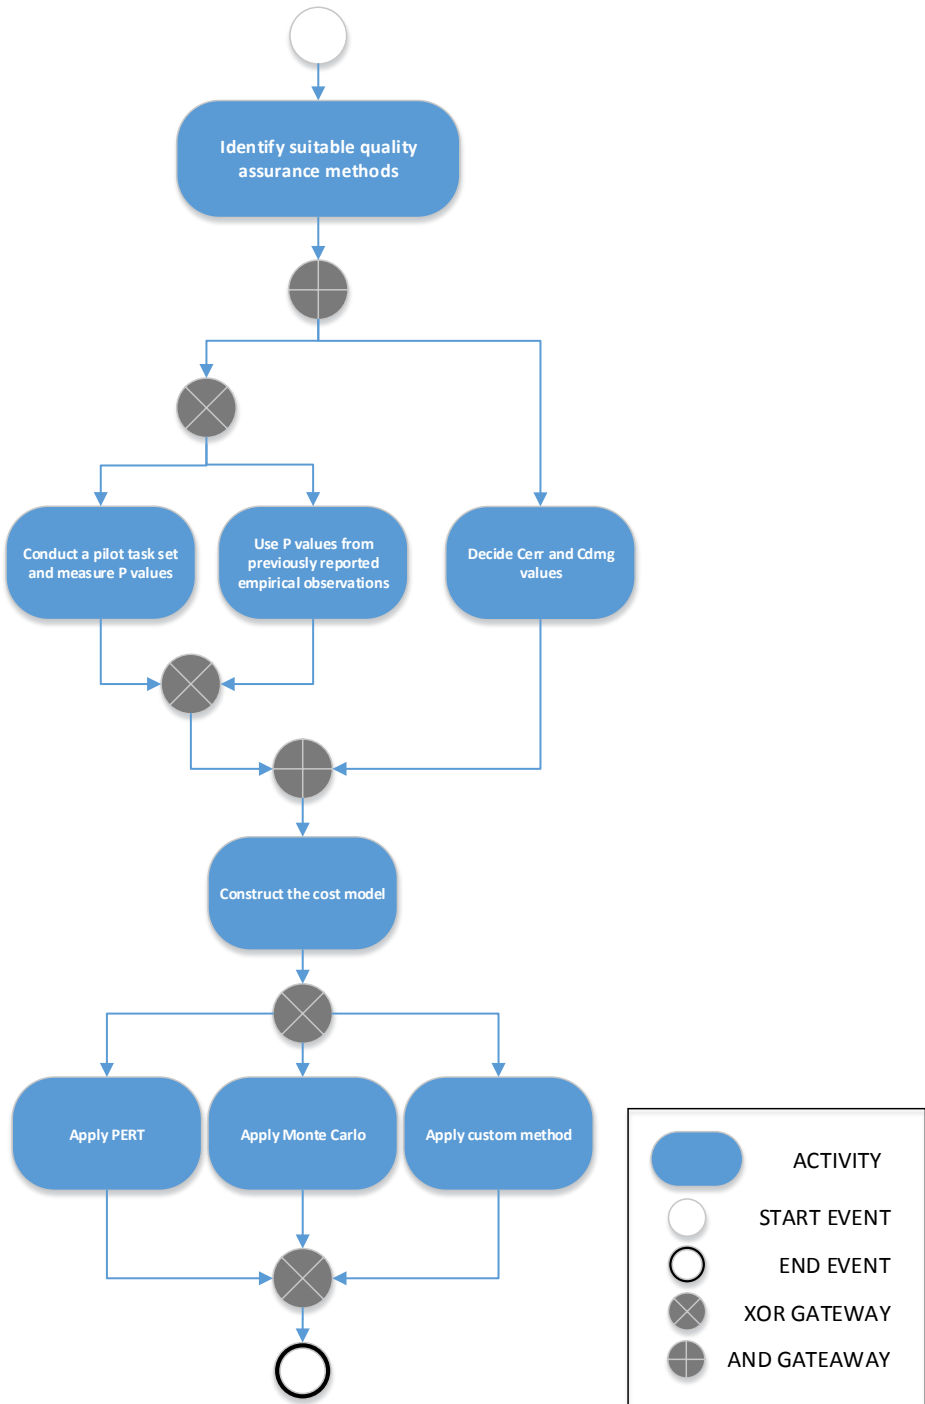 Identify suitable quality
assurance methods
Conduct a pilot task set
and measure P values
Use P values from
previously reported
empirical observations
Decide Cerr and Cdmg
values
Construct the cost model
Apply PERT
Apply Monte Carlo
Apply custom method
ACTIVITY
START EVENT
END EVENT
XOR GATEWAY
AND GATEAWAY